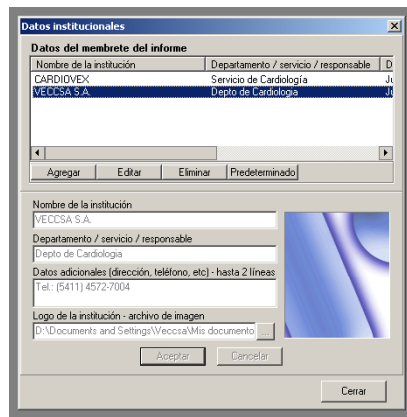 Datos institucionales
Datos del membrete del informe
Nombre de la institución Departamento / servicio / responsable D
CARDIOVEX Servicio de Cardiología Ju
VECCSA S.A. Depto de Cardiologia Ju
Agregar Editar Eliminar Predeterminado
Nombre de la institución
VECCSA S.A.
Departamento / servicio / responsable
Depto de Cardiologia
Datos adicionales (dirección, teléfono, etc) - hasta 2 líneas
Tel.: (5411) 4572-7004
Logo de la institución - archivo de imagen
D:\Documents and Settings\Veccsa\Mis documento ...
Aceptar Cancelar
Cerrar